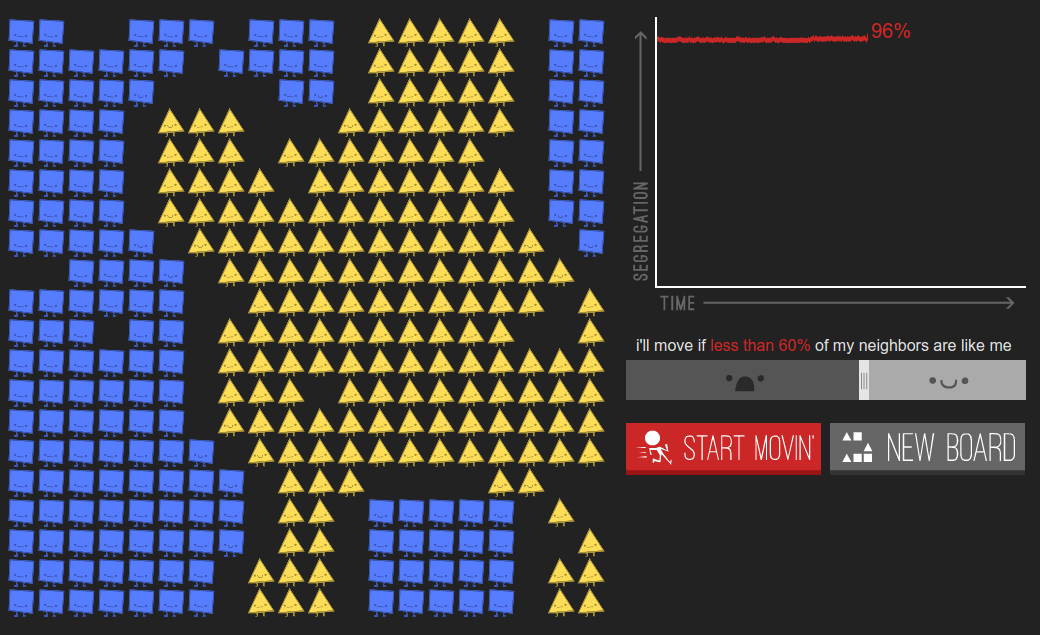 96%
SEGREGATION
TIME
i'll move if less than 60% of my neighbors are like me
START MOVIN'
NEW BOARD